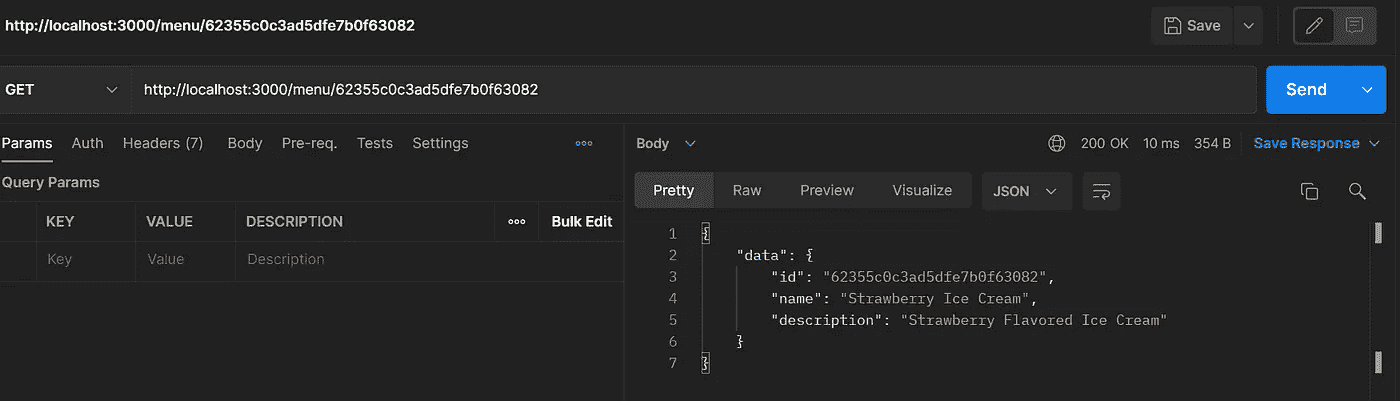 http://localhost:3000/menu/62355c0c3ad5dfe7b0f63082 Save
GET http://localhost:3000/menu/62355c0c3ad5dfe7b0f63082 Send
Params Auth Headers (7) Body Pre-req. Tests Settings
Body 200 OK 10 ms 354 B Save Response
Query Params
Pretty Raw Preview Visualize JSON
KEY VALUE DESCRIPTION Bulk Edit
Key Value Description
1 {
2 "data": {
3 "id": "62355c0c3ad5dfe7b0f63082",
4 "name": "Strawberry Ice Cream",
5 "description": "Strawberry Flavored Ice Cream"
6 }
7 }